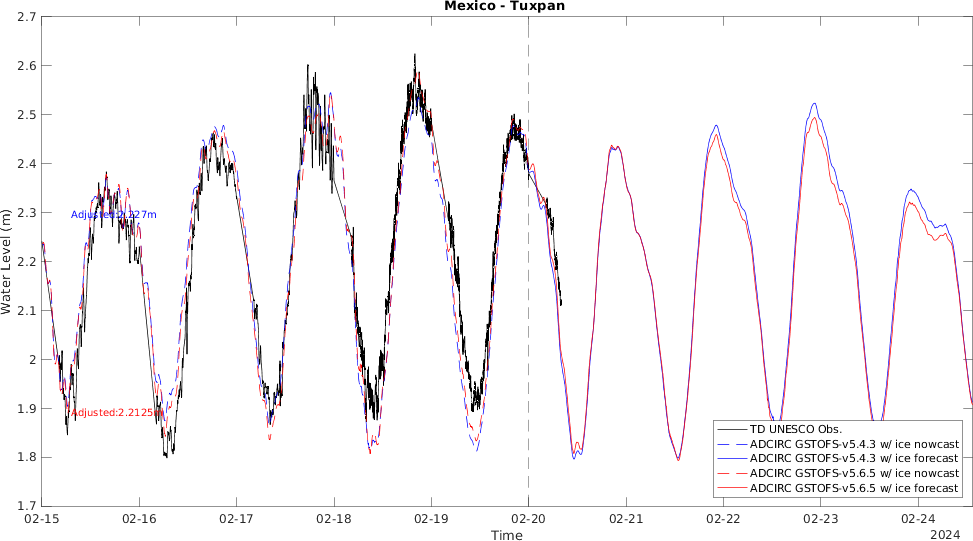 Mexico - Tuxpan
2.7
2.6
2.5
2.4
2.3
2.2
2.1
2
1.9
1.8
1.7
Water Level (m)
Adjusted:2.227m
Adjusted:2.2125m
TD UNESCO Obs.
ADCIRC GSTOFS-v5.4.3 w/ ice nowcast
ADCIRC GSTOFS-v5.4.3 w/ ice forecast
ADCIRC GSTOFS-v5.6.5 w/ ice nowcast
ADCIRC GSTOFS-v5.6.5 w/ ice forecast
02-15 02-16 02-17 02-18 02-19 02-20 02-21 02-22 02-23 02-24
Time
2024